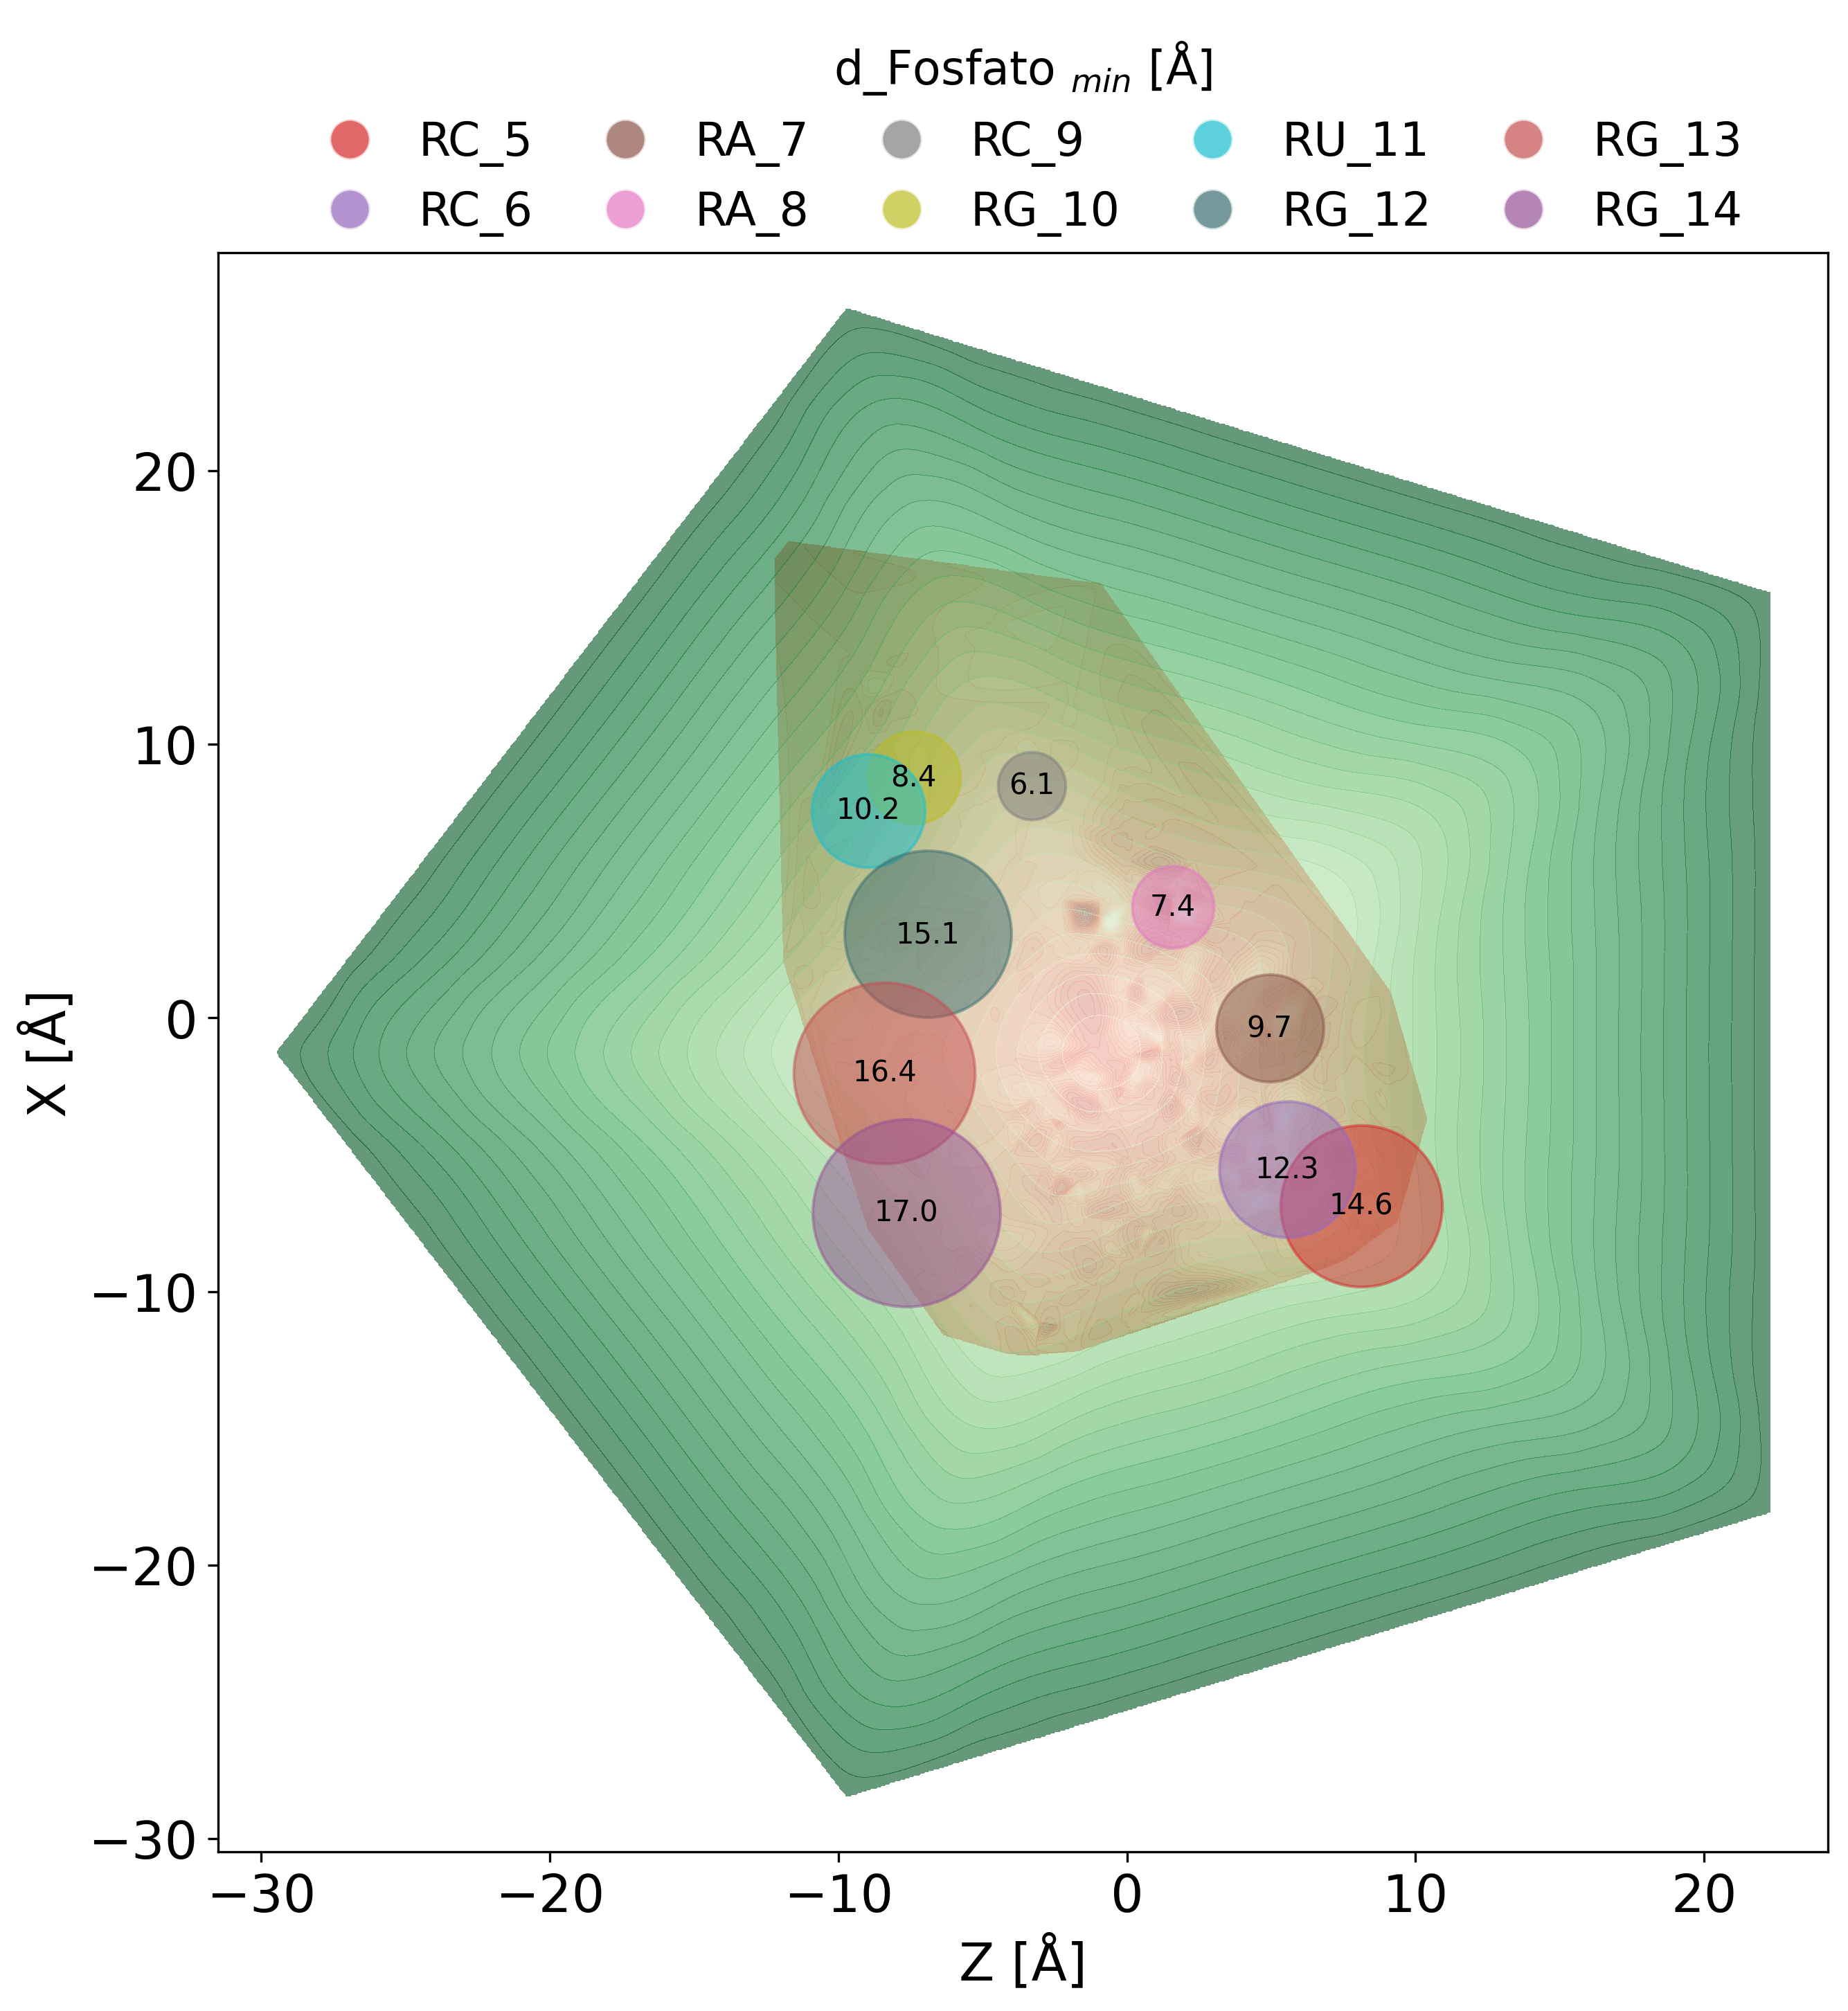 d_Fosfato min [Å]
RC_5 RA_7 RC_9 RU_11 RG_13
RC_6 RA_8 RG_10 RG_12 RG_14
20
10
8.4
6.1
10.2
7.4
15.1
0
9.7
16.4
12.3
14.6
17.0
−10
−20
−30
X [Å]
−30 −20 −10 0 10 20
Z [Å]